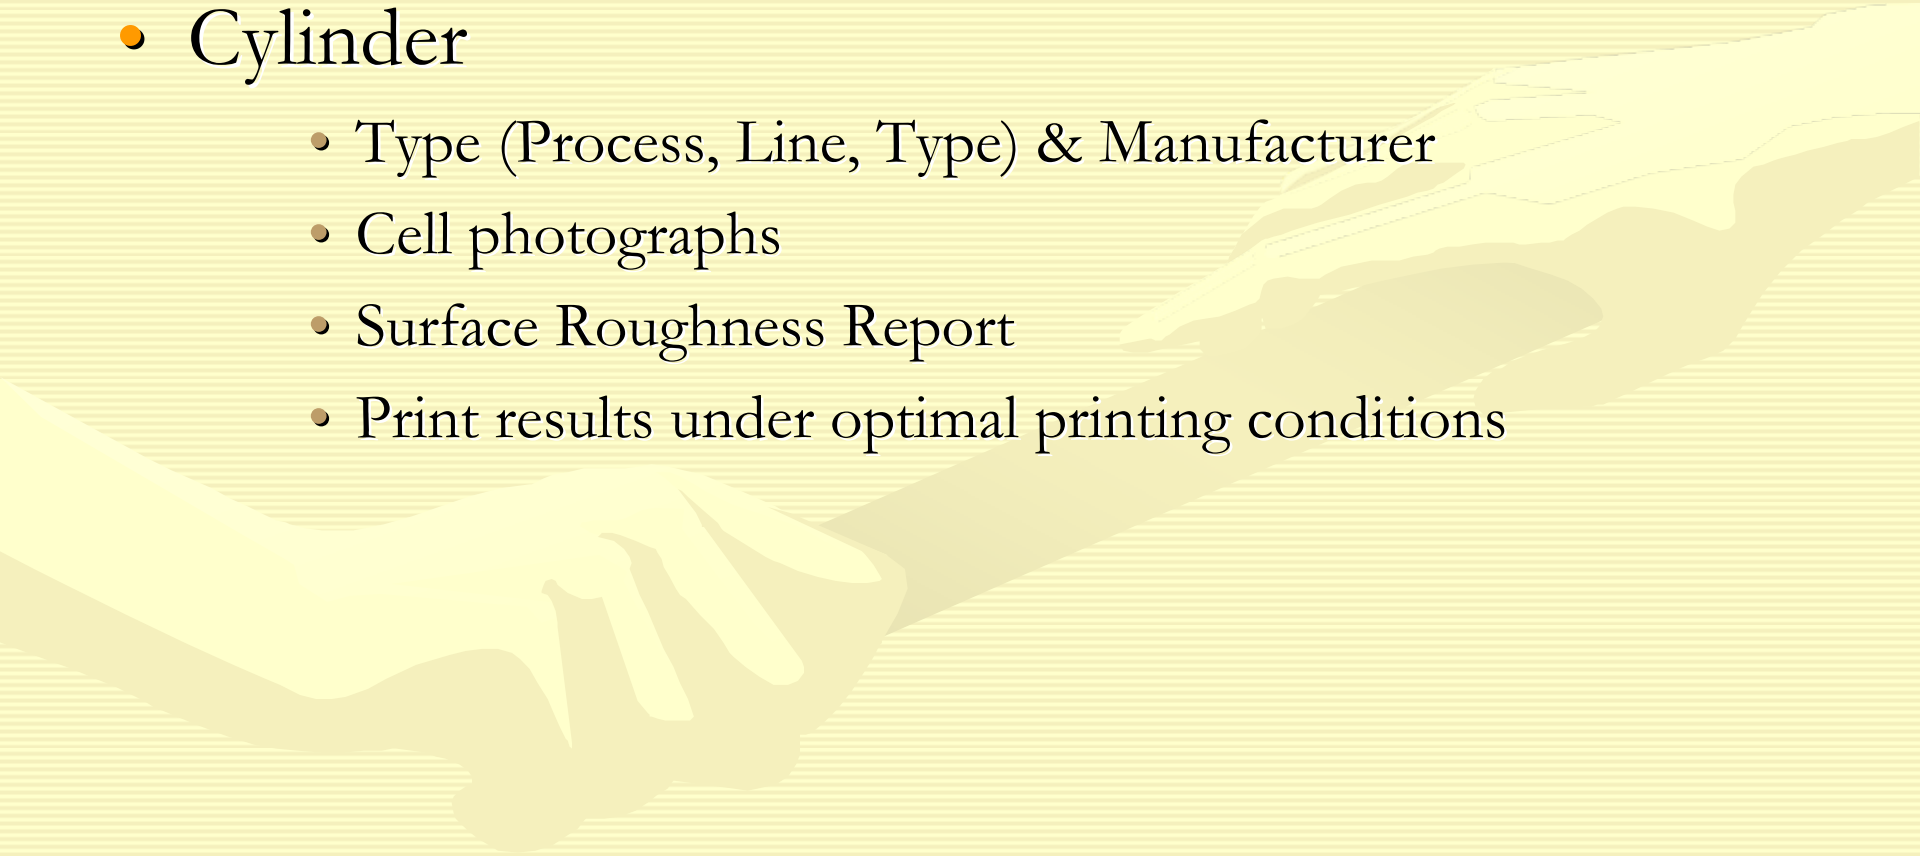 • Cylinder
• Type (Process, Line, Type) & Manufacturer
• Cell photographs
• Surface Roughness Report
• Print results under optimal printing conditions